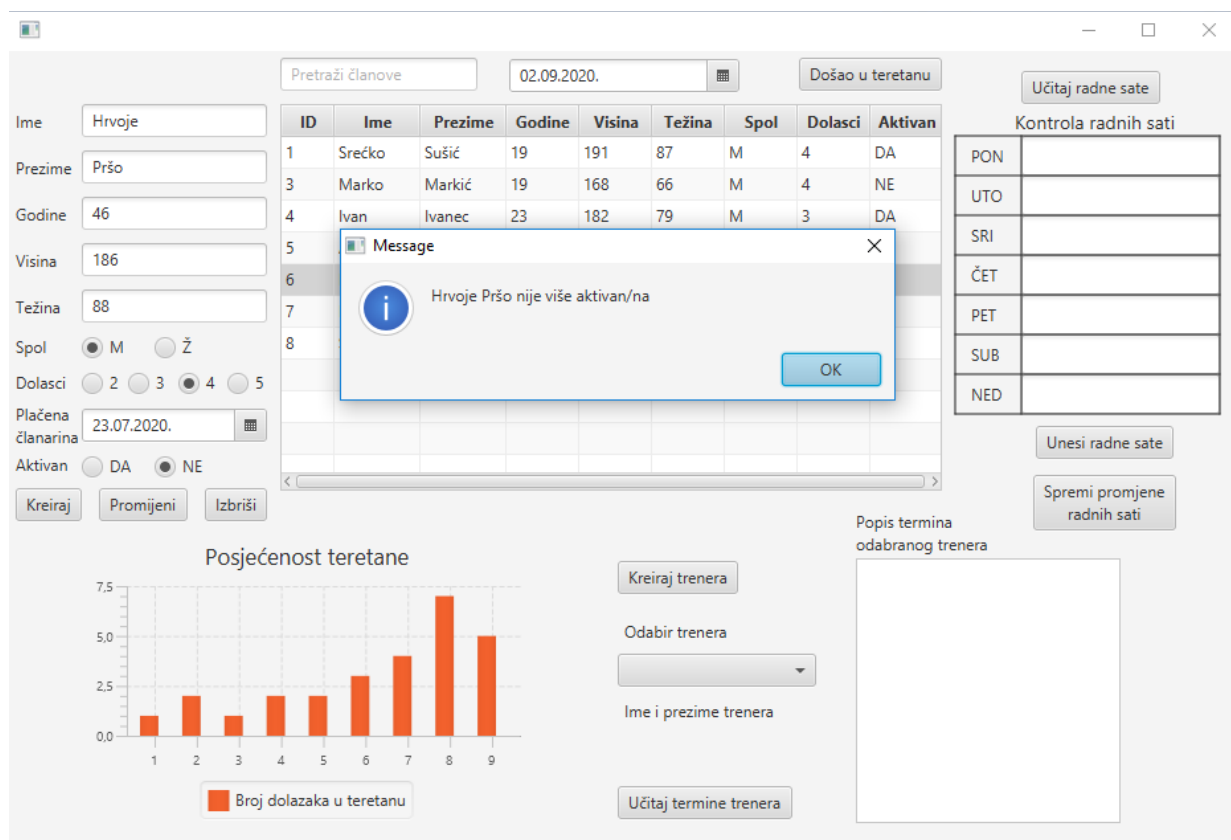 Pretraži članove
02.09.2020.
Došao u teretanu
Učitaj radne sate
Ime Hrvoje
Prezime Pršo
Godine 46
Visina 186
Težina 88
Spol M Ž
Dolasci 2 3 4 5
Plačena
članarina 23.07.2020.
Aktivan DA NE
Kreiraj Promijeni Izbriši
ID Ime Prezime Godine Visina Težina Spol Dolasci Aktivan
1 Srećko Sušić 19 191 87 M 4 DA
3 Marko Markić 19 168 66 M 4 NE
4 Ivan Ivanec 23 182 79 M 3 DA
5
6
7
8
Message
Hrvoje Pršo nije više aktivan/na
OK
Kontrola radnih sati
PON
UTO
SRI
ČET
PET
SUB
NED
Unesi radne sate
Spremi promjene
radnih sati
Posjećenost teretane
7,5
5,0
2,5
0,0
1 2 3 4 5 6 7 8 9
Broj dolazaka u teretanu
Kreiraj trenera
Odabir trenera
Ime i prezime trenera
Učitaj termine trenera
Popis termina
odabranog trenera